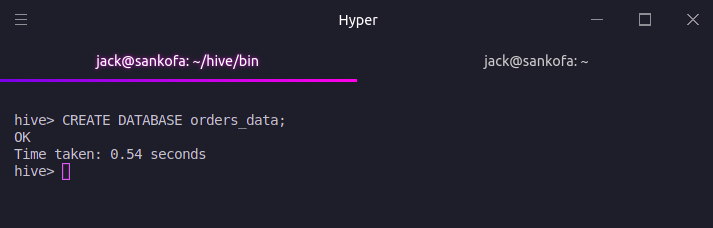 Hyper
jack@sankofa: ~/hive/bin
jack@sankofa: ~
hive> CREATE DATABASE orders_data;
OK
Time taken: 0.54 seconds
hive>